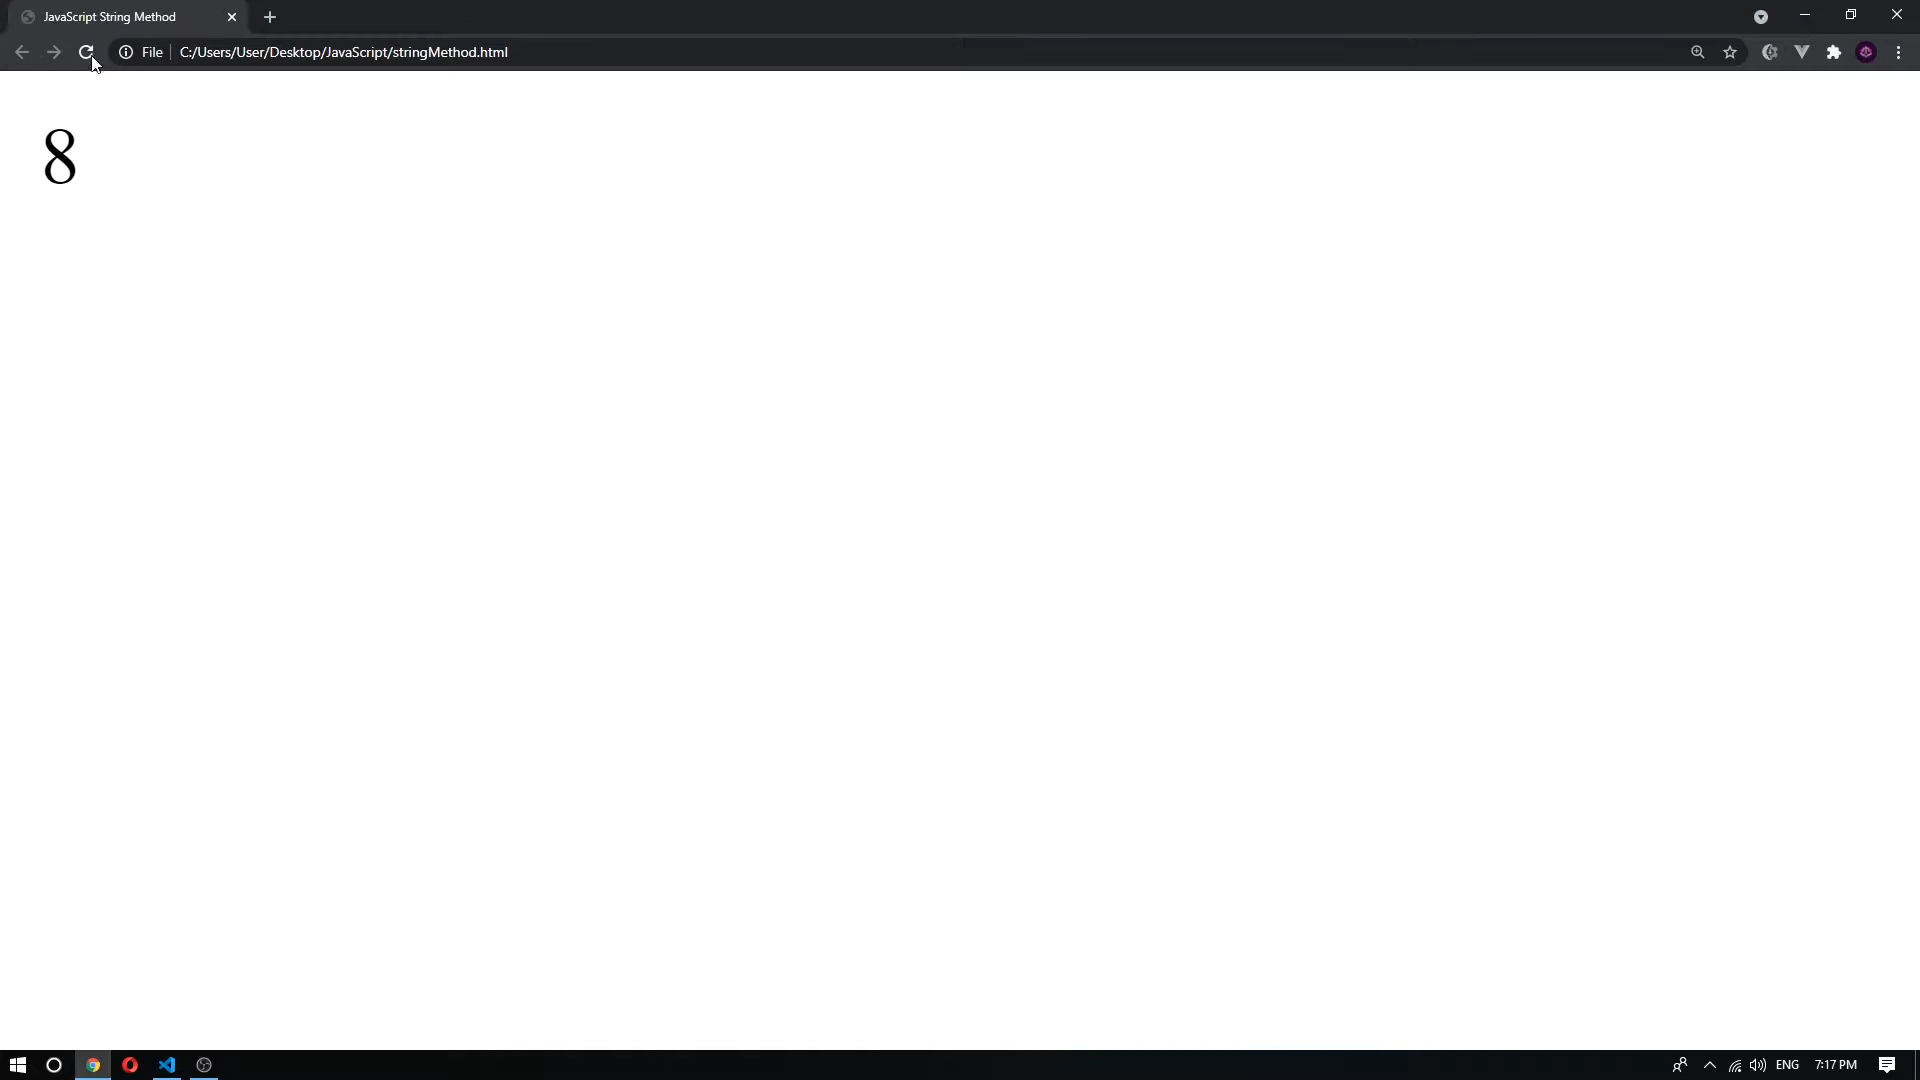 JavaScript String Method
File C:/Users/User/Desktop/JavaScript/stringMethod.html
8
ENG 7:17 PM